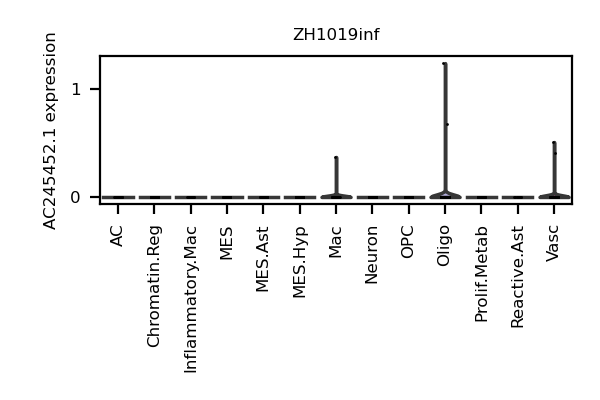 ZH1019inf
AC245452.1 expression
1
0
AC
Chromatin.Reg
Inflammatory.Mac
MES
MES.Ast
MES.Hyp
Mac
Neuron
OPC
Oligo
Prolif.Metab
Reactive.Ast
Vasc